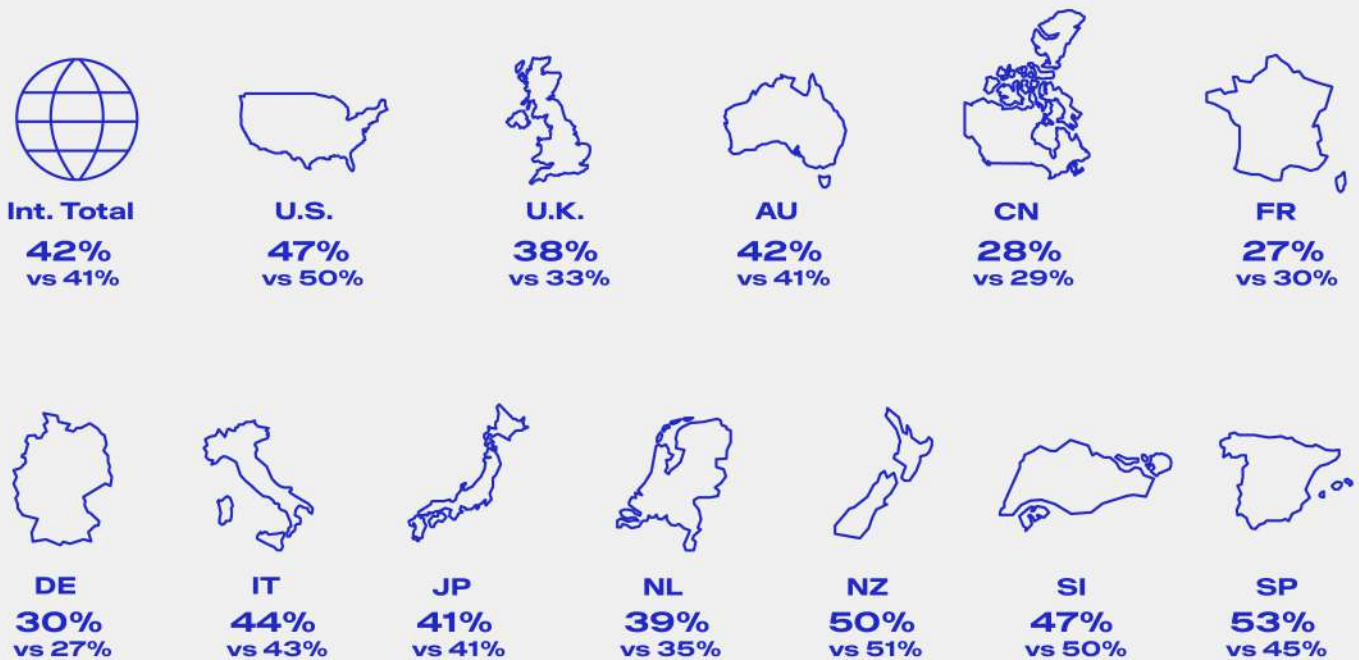 Int. Total
42%
vs 41%
U.S.
47%
vs 50%
U.K.
38%
vs 33%
AU
42%
vs 41%
CN
28%
vs 29%
FR
27%
vs 30%
DE
30%
vs 27%
IT
44%
vs 43%
JP
41%
vs 41%
NL
39%
vs 35%
NZ
50%
vs 51%
SI
47%
vs 50%
SP
53%
vs 45%